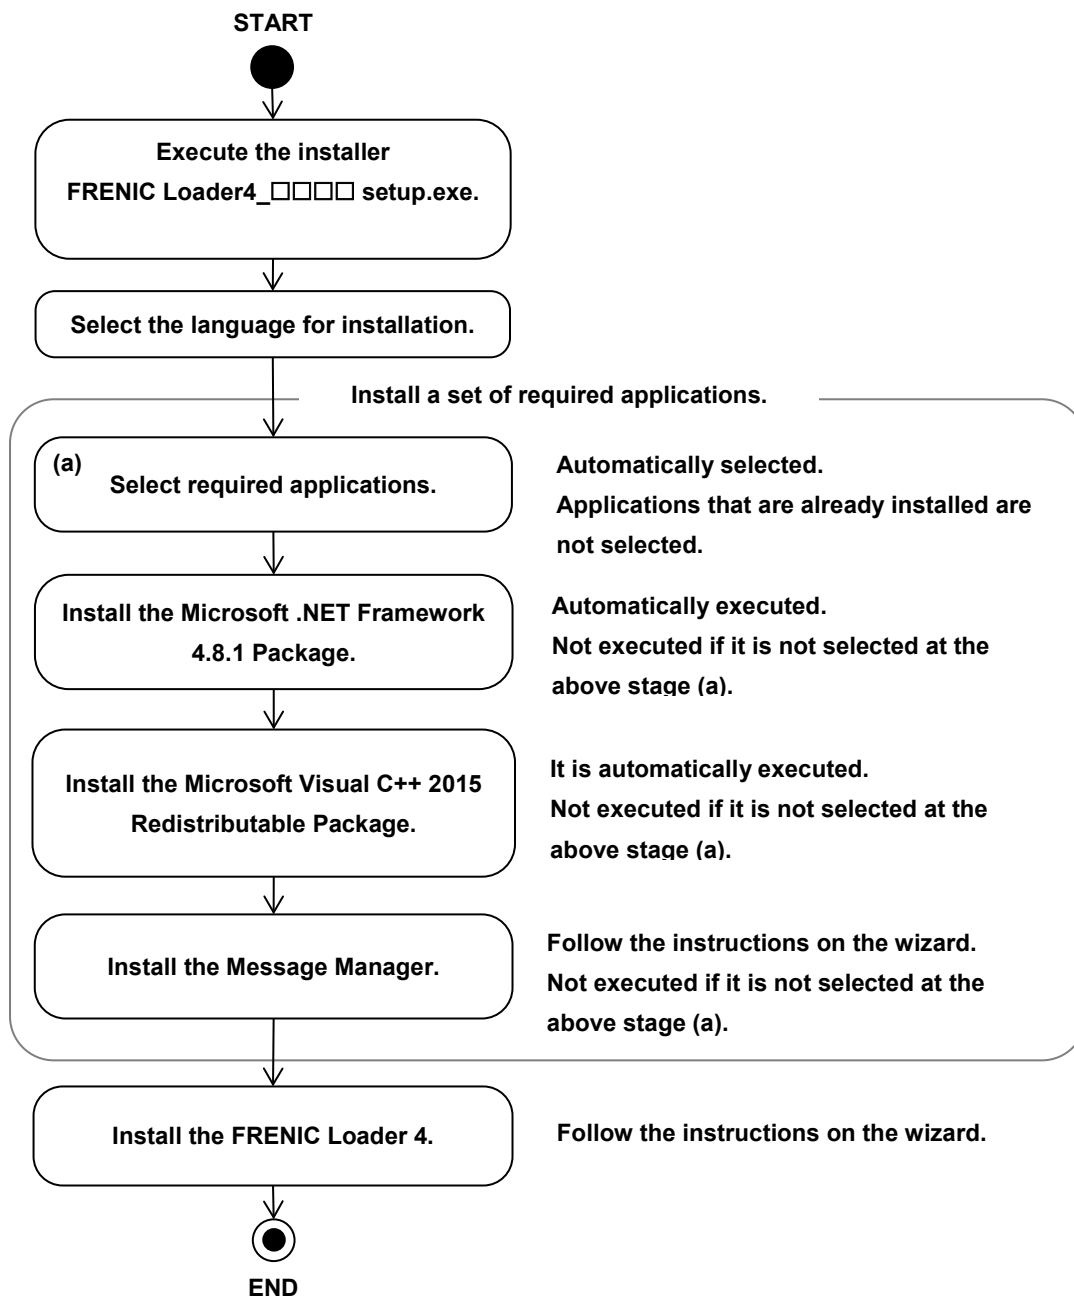 START
Execute the installer
FRENIC Loader4_□□□□ setup.exe.
Select the language for installation.
Install a set of required applications.
(a)
Select required applications.
Automatically selected.
Applications that are already installed are
not selected.
Install the Microsoft .NET Framework
4.8.1 Package.
Automatically executed.
Not executed if it is not selected at the
above stage (a).
Install the Microsoft Visual C++ 2015
Redistributable Package.
It is automatically executed.
Not executed if it is not selected at the
above stage (a).
Install the Message Manager.
Follow the instructions on the wizard.
Not executed if it is not selected at the
above stage (a).
Install the FRENIC Loader 4.
Follow the instructions on the wizard.
END